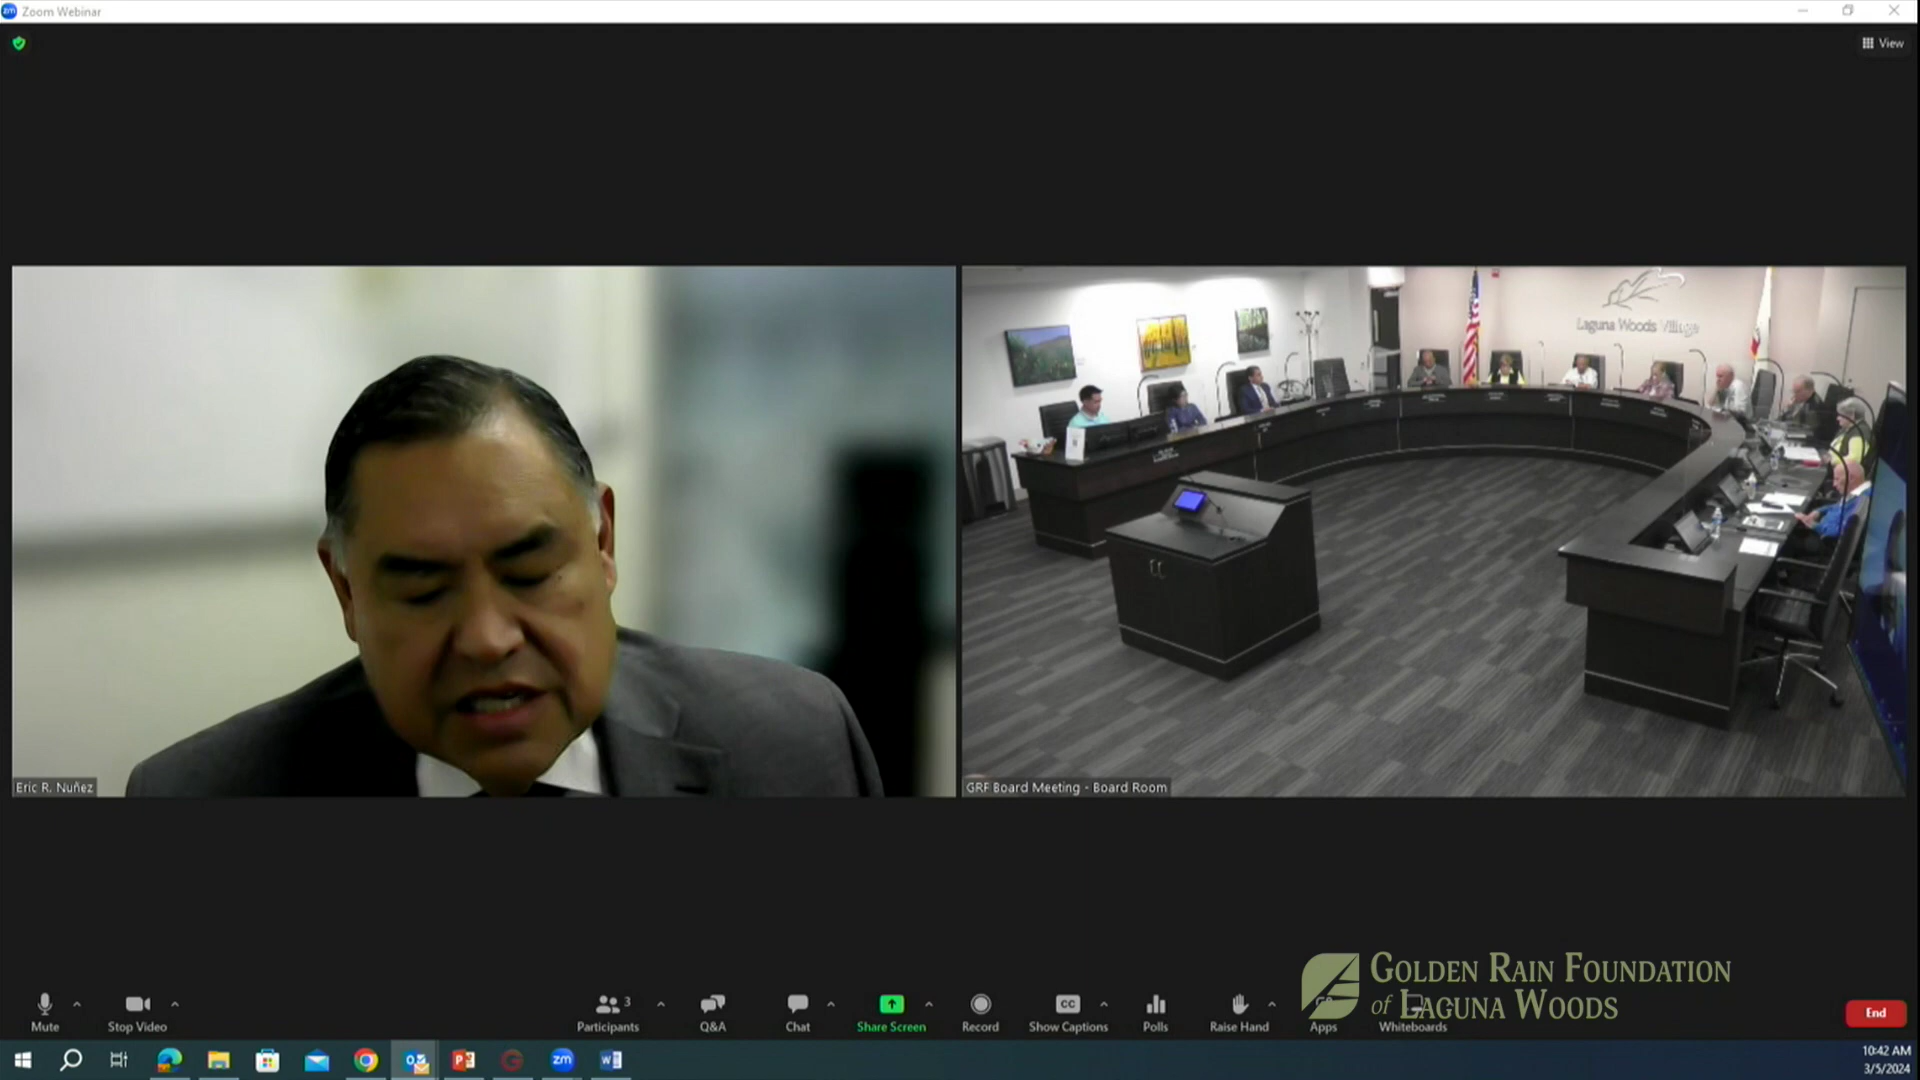 Zoom Webinar
View
Laguna Woods Village
Eric R. Nuñez
GRF Board Meeting - Board Room
GOLDEN RAIN FOUNDATION
of LAGUNA WOODS
Mute
Stop Video
Participants
3
Q&A
Chat
Share Screen
Record
CC
Show Captions
Polls
Raise Hand
Apps
Whiteboards
End
zm
10:42 AM
3/5/2024